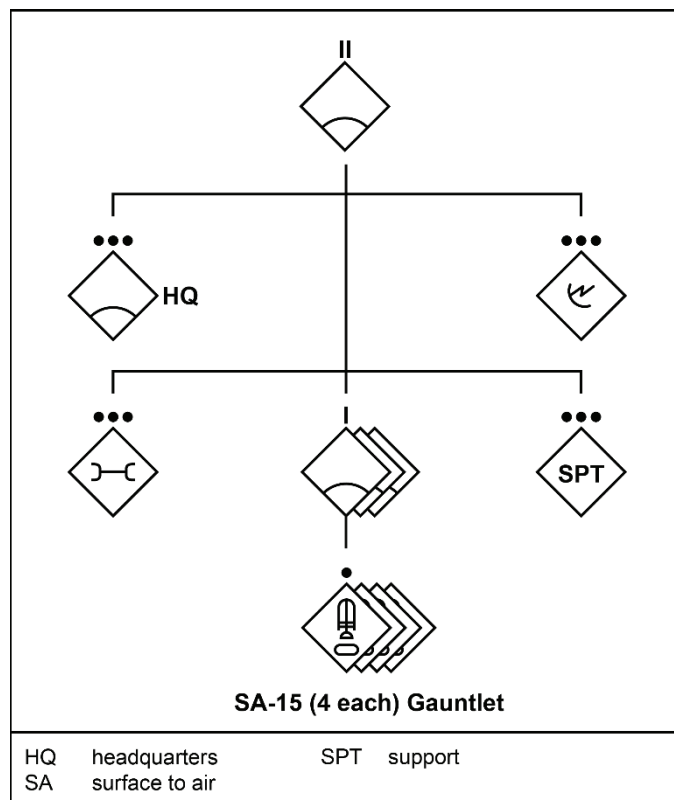 II
HQ
I
SPT
SA-15 (4 each) Gauntlet
HQ headquarters SPT support
SA surface to air